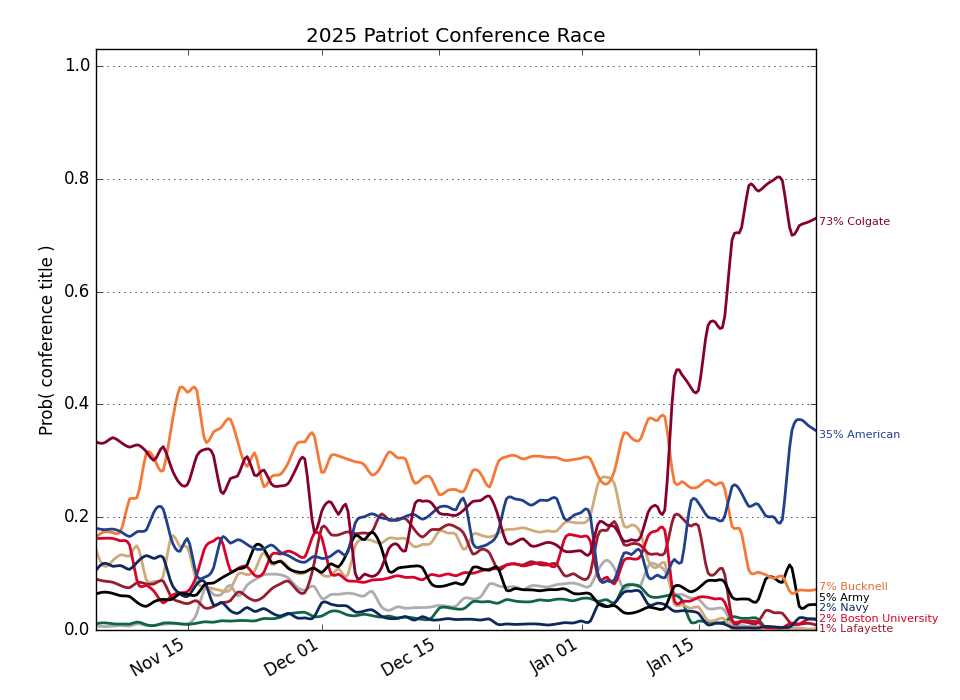 2025 Patriot Conference Race
Prob( conference title )
1.0
0.8
0.6
0.4
0.2
0.0
Nov 15
Dec 01
Dec 15
Jan 01
Jan 15
73% Colgate
35% American
7% Bucknell
5% Army
2% Navy
2% Boston University
1% Lafayette